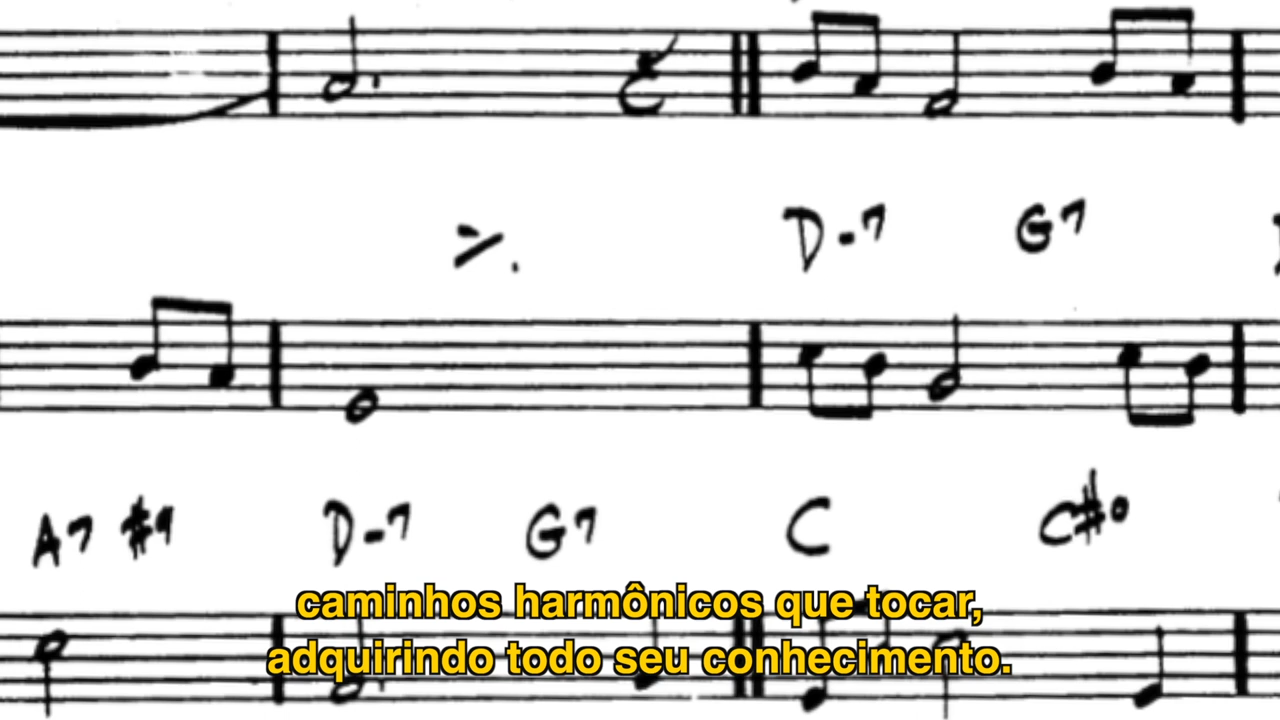 D-7 G7
A7 #9 D-7 G7 C C#o
caminhos harmônicos que tocar,
adquirindo todo seu conhecimento.